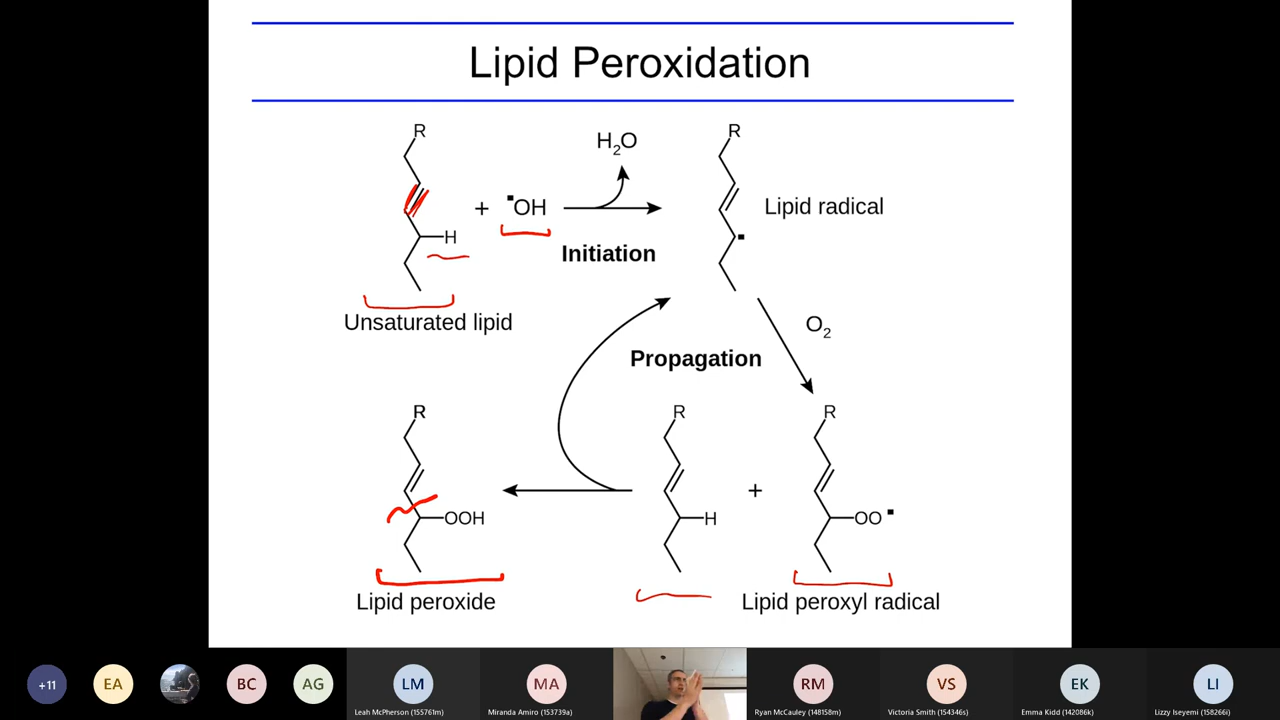 Lipid Peroxidation
R
H
+
•OH
H2O
Initiation
R
Lipid radical
Unsaturated lipid
O2
Propagation
R
OOH
Lipid peroxide
R
H
+
R
OO•
Lipid peroxyl radical
+11
EA
BC
AG
LM
Leah McPherson (155761m)
MA
Miranda Amiro (153739a)
RM
Ryan McCauley (148158m)
VS
Victoria Smith (154346s)
EK
Emma Kidd (142086k)
LI
Lizzy Iseyemi (158266i)